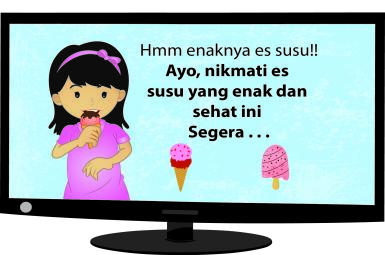 Hmm enaknya es susu!!
Ayo, nikmati es
susu yang enak dan
sehat ini
Segera . . .